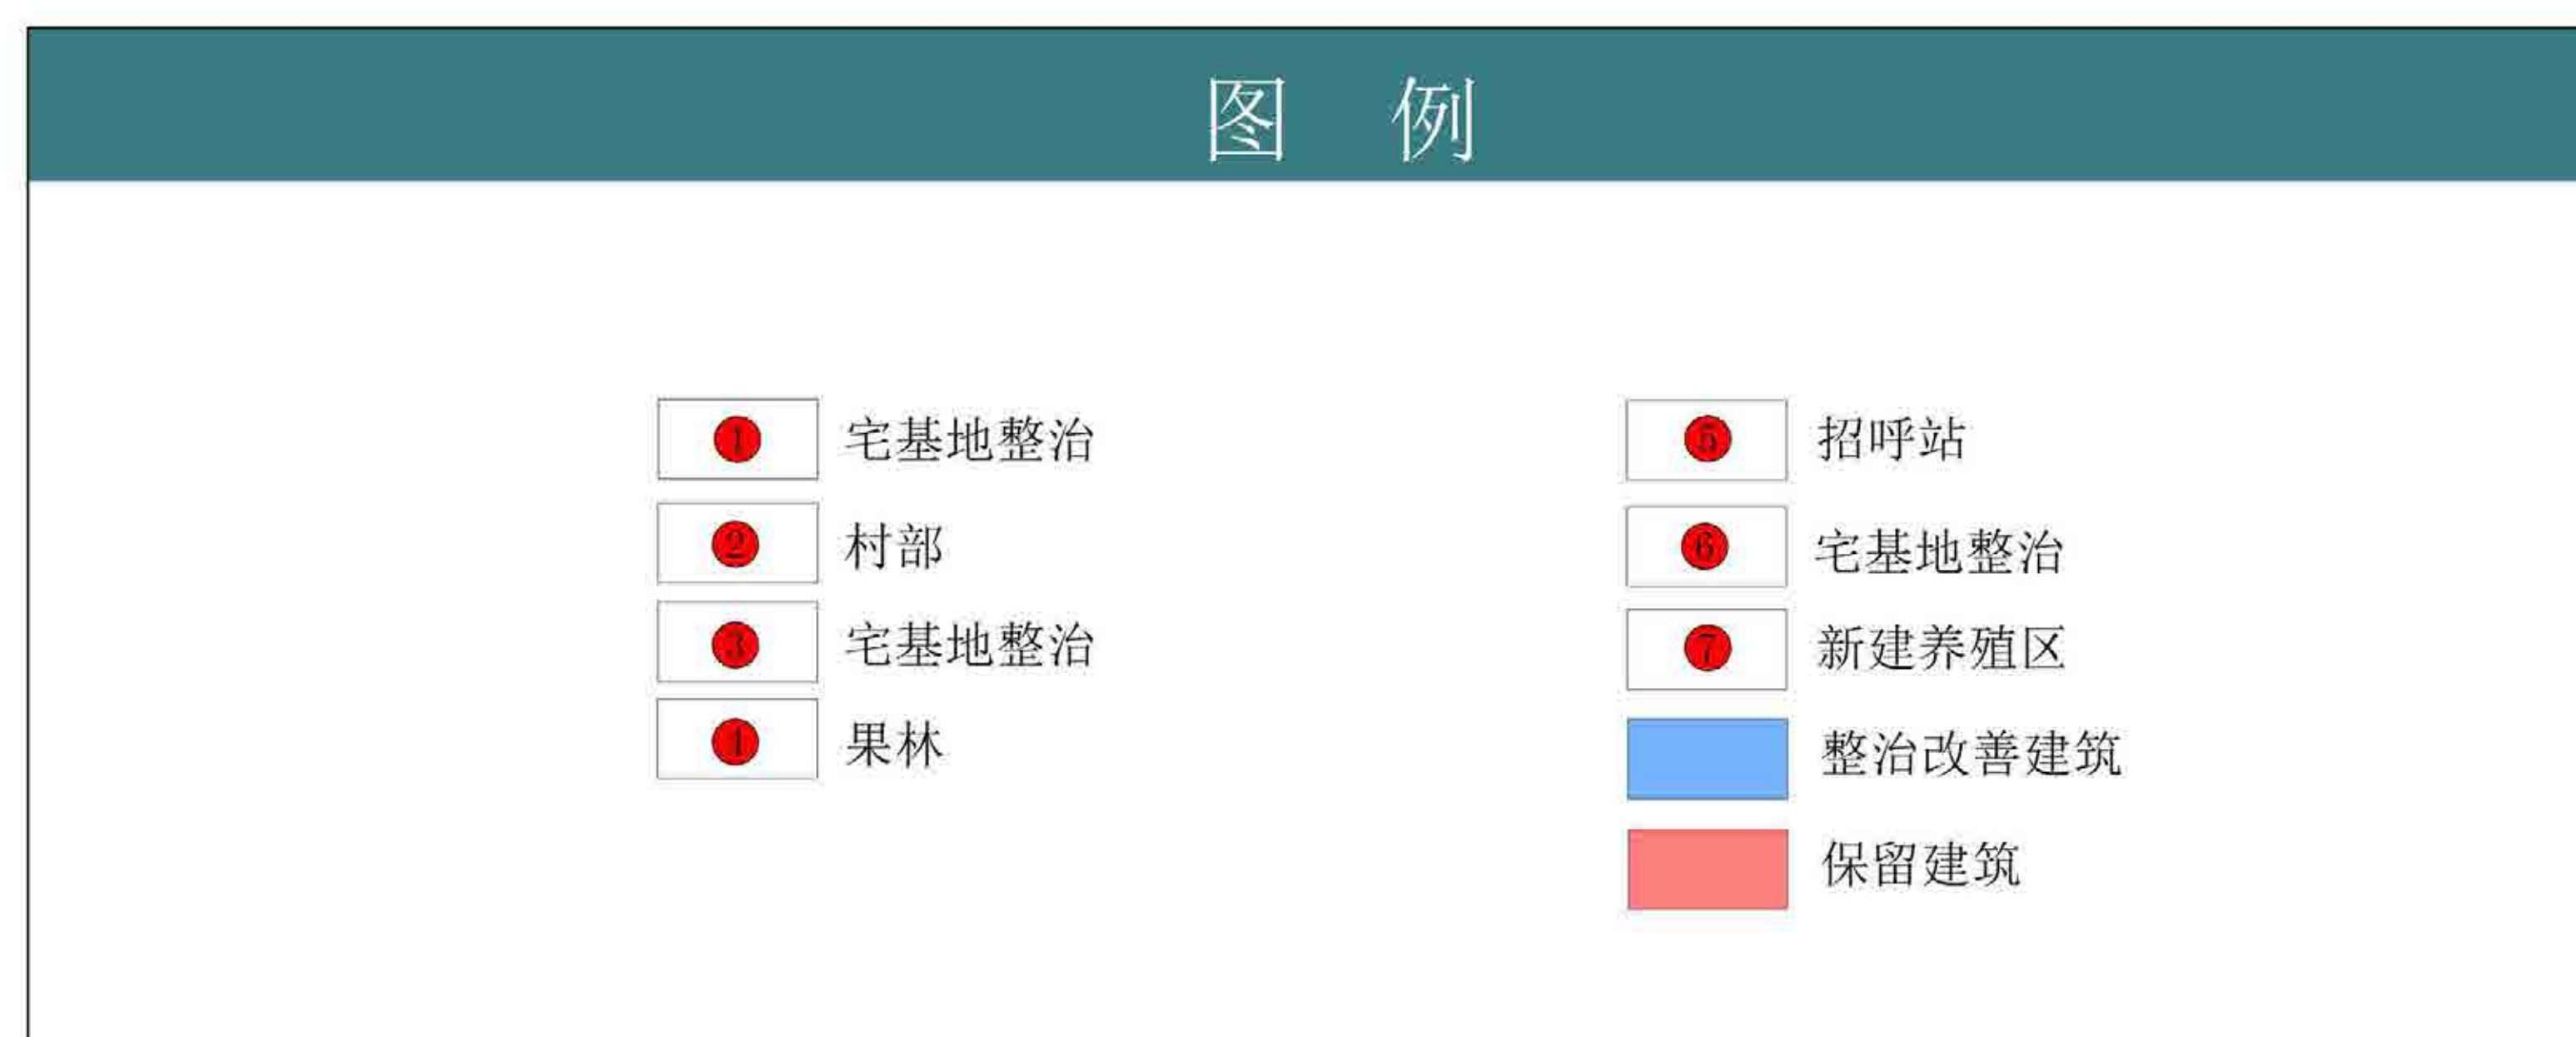 图 例
1 宅基地整治
2 村部
3 宅基地整治
4 果林
5 招呼站
6 宅基地整治
7 新建养殖区
整治改善建筑
保留建筑